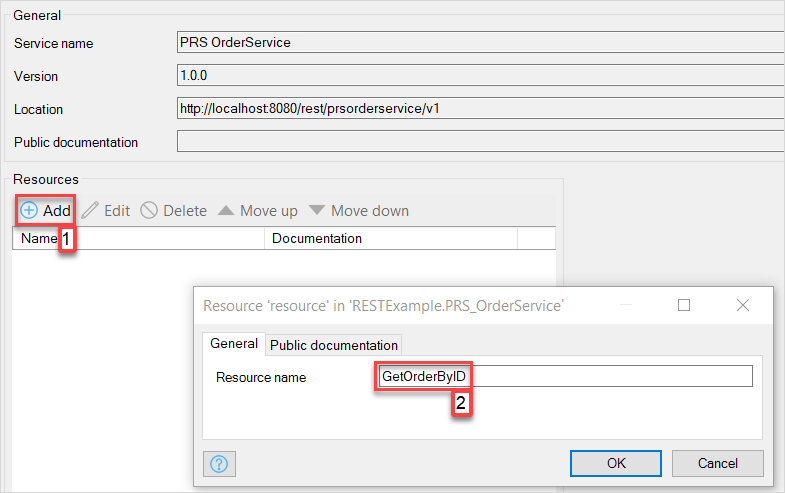 General
Service name PRS OrderService
Version 1.0.0
Location http://localhost:8080/rest/prsorderservice/v1
Public documentation
Resources
Add Edit Delete Move up Move down
Name Documentation
1
Resource 'resource' in 'RESTExample.PRS_OrderService'
General Public documentation
Resource name GetOrderByID
2
? OK Cancel